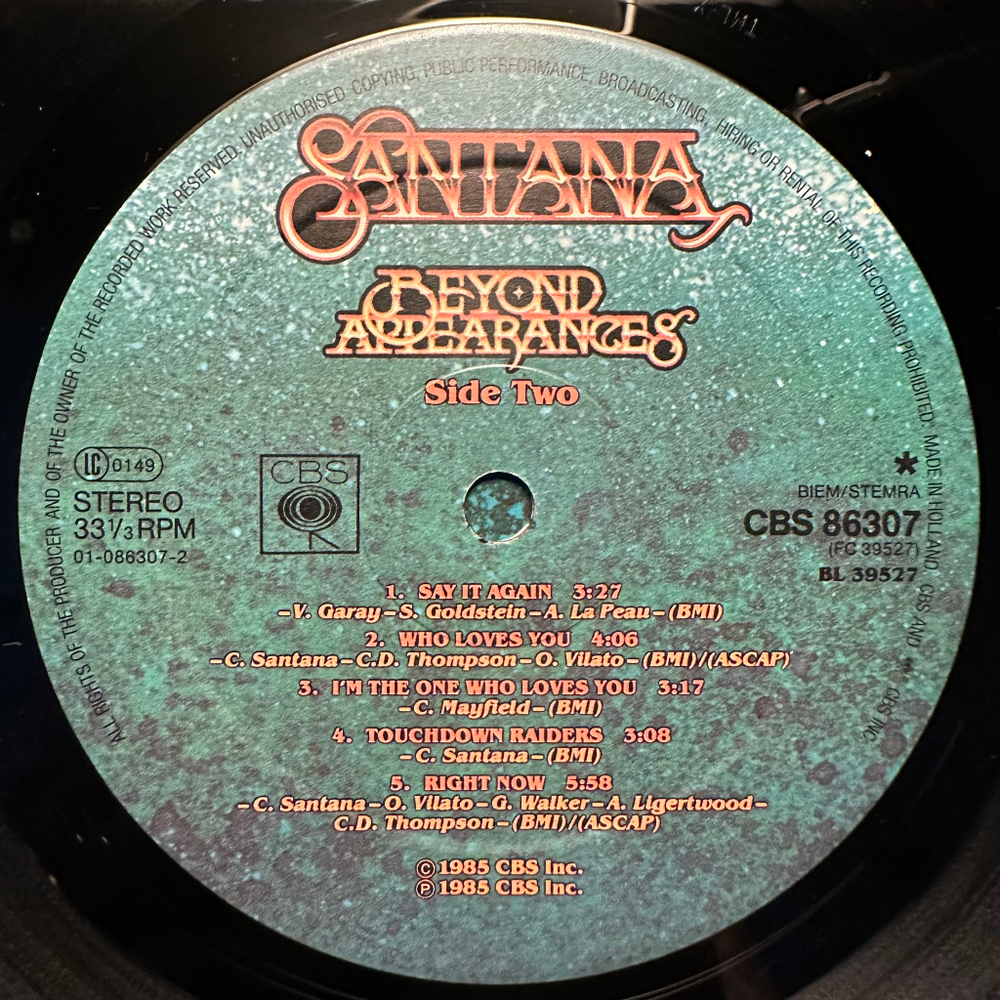 ALL RIGHTS OF THE PRODUCER AND OF THE OWNER OF THE RECORDED WORK RESERVED. UNAUTHORISED COPYING, PUBLIC PERFORMANCE, BROADCASTING, HIRING OR RENTAL OF THIS RECORDING PROHIBITED. MADE IN HOLLAND CBS AND CBS INC
SANTANA
BEYOND
APPEARANCES
Side Two
LC 0149
STEREO
33 1/3 RPM
01-086307-2
CBS
*
BIEM/STEMRA
CBS 86307
(FC 39527)
BL 39527
1. SAY IT AGAIN 3:27
–V. Garay–S. Goldstein–A. La Peau–(BMI)
2. WHO LOVES YOU 4:06
–C. Santana–C.D. Thompson–O. Vilato–(BMI)/(ASCAP)
3. I'M THE ONE WHO LOVES YOU 3:17
–C. Mayfield–(BMI)
4. TOUCHDOWN RAIDERS 3:08
–C. Santana–(BMI)
5. RIGHT NOW 5:58
–C. Santana–O. Vilato–G. Walker–A. Ligertwood–
C.D. Thompson–(BMI)/(ASCAP)
© 1985 CBS Inc.
℗ 1985 CBS Inc.